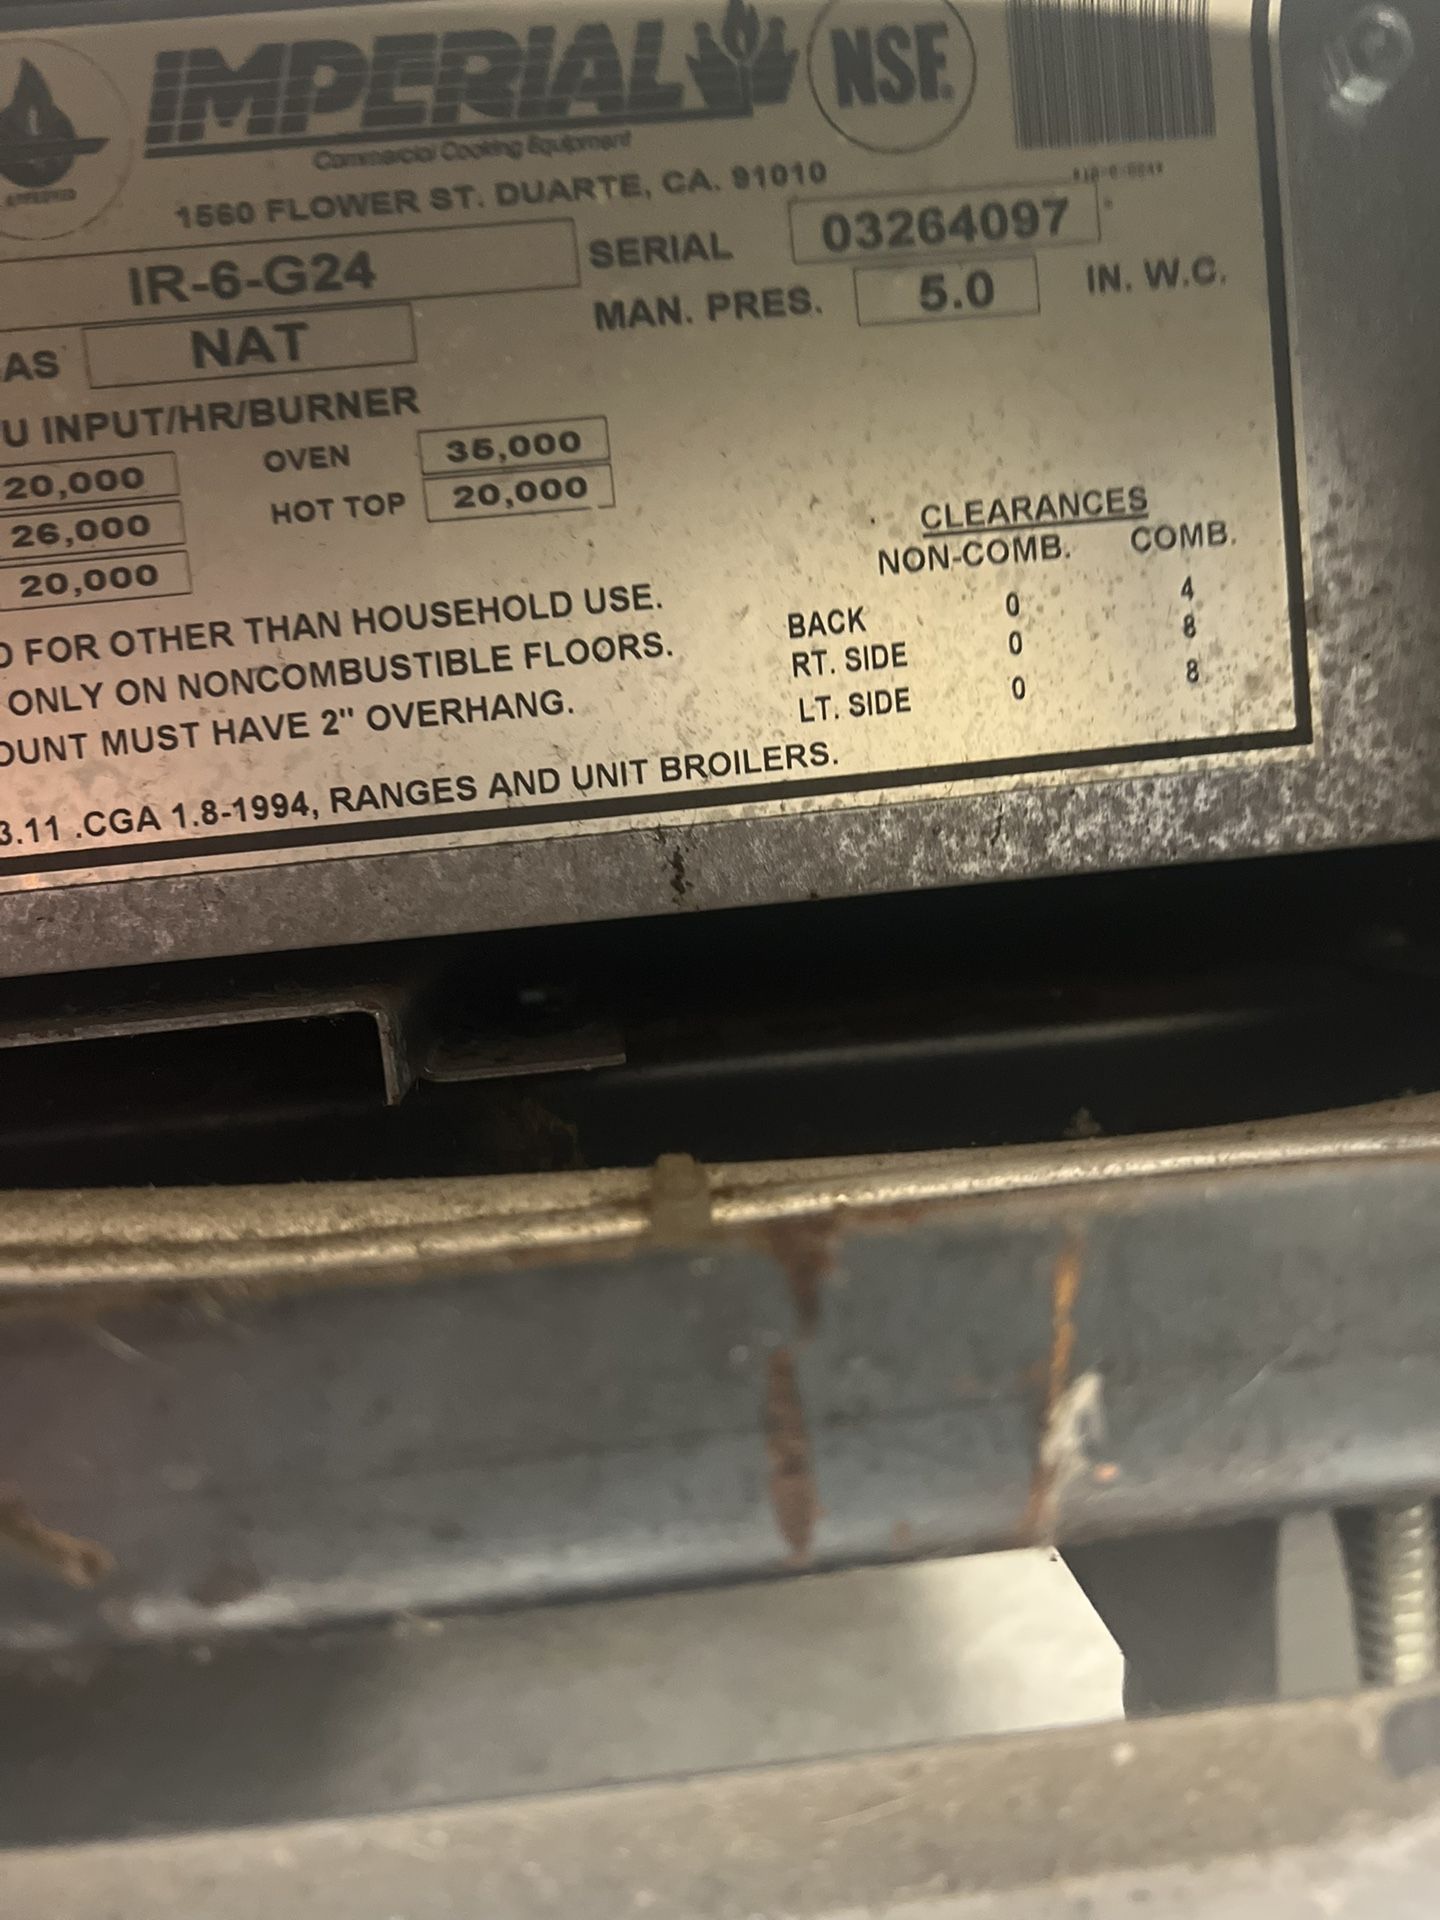 IMPERIAL NSF
Commercial Cooking Equipment
1560 FLOWER ST. DUARTE, CA. 91010
IR-6-G24 SERIAL 03264097
AS NAT MAN. PRES. 5.0 IN. W.C.
U INPUT/HR/BURNER
20,000 OVEN 35,000
26,000 HOT TOP 20,000
20,000
CLEARANCES
NON-COMB. COMB.
BACK 0 4
RT. SIDE 0 8
LT. SIDE 0 8
D FOR OTHER THAN HOUSEHOLD USE.
ONLY ON NONCOMBUSTIBLE FLOORS.
OUNT MUST HAVE 2" OVERHANG.
3.11 .CGA 1.8-1994, RANGES AND UNIT BROILERS.